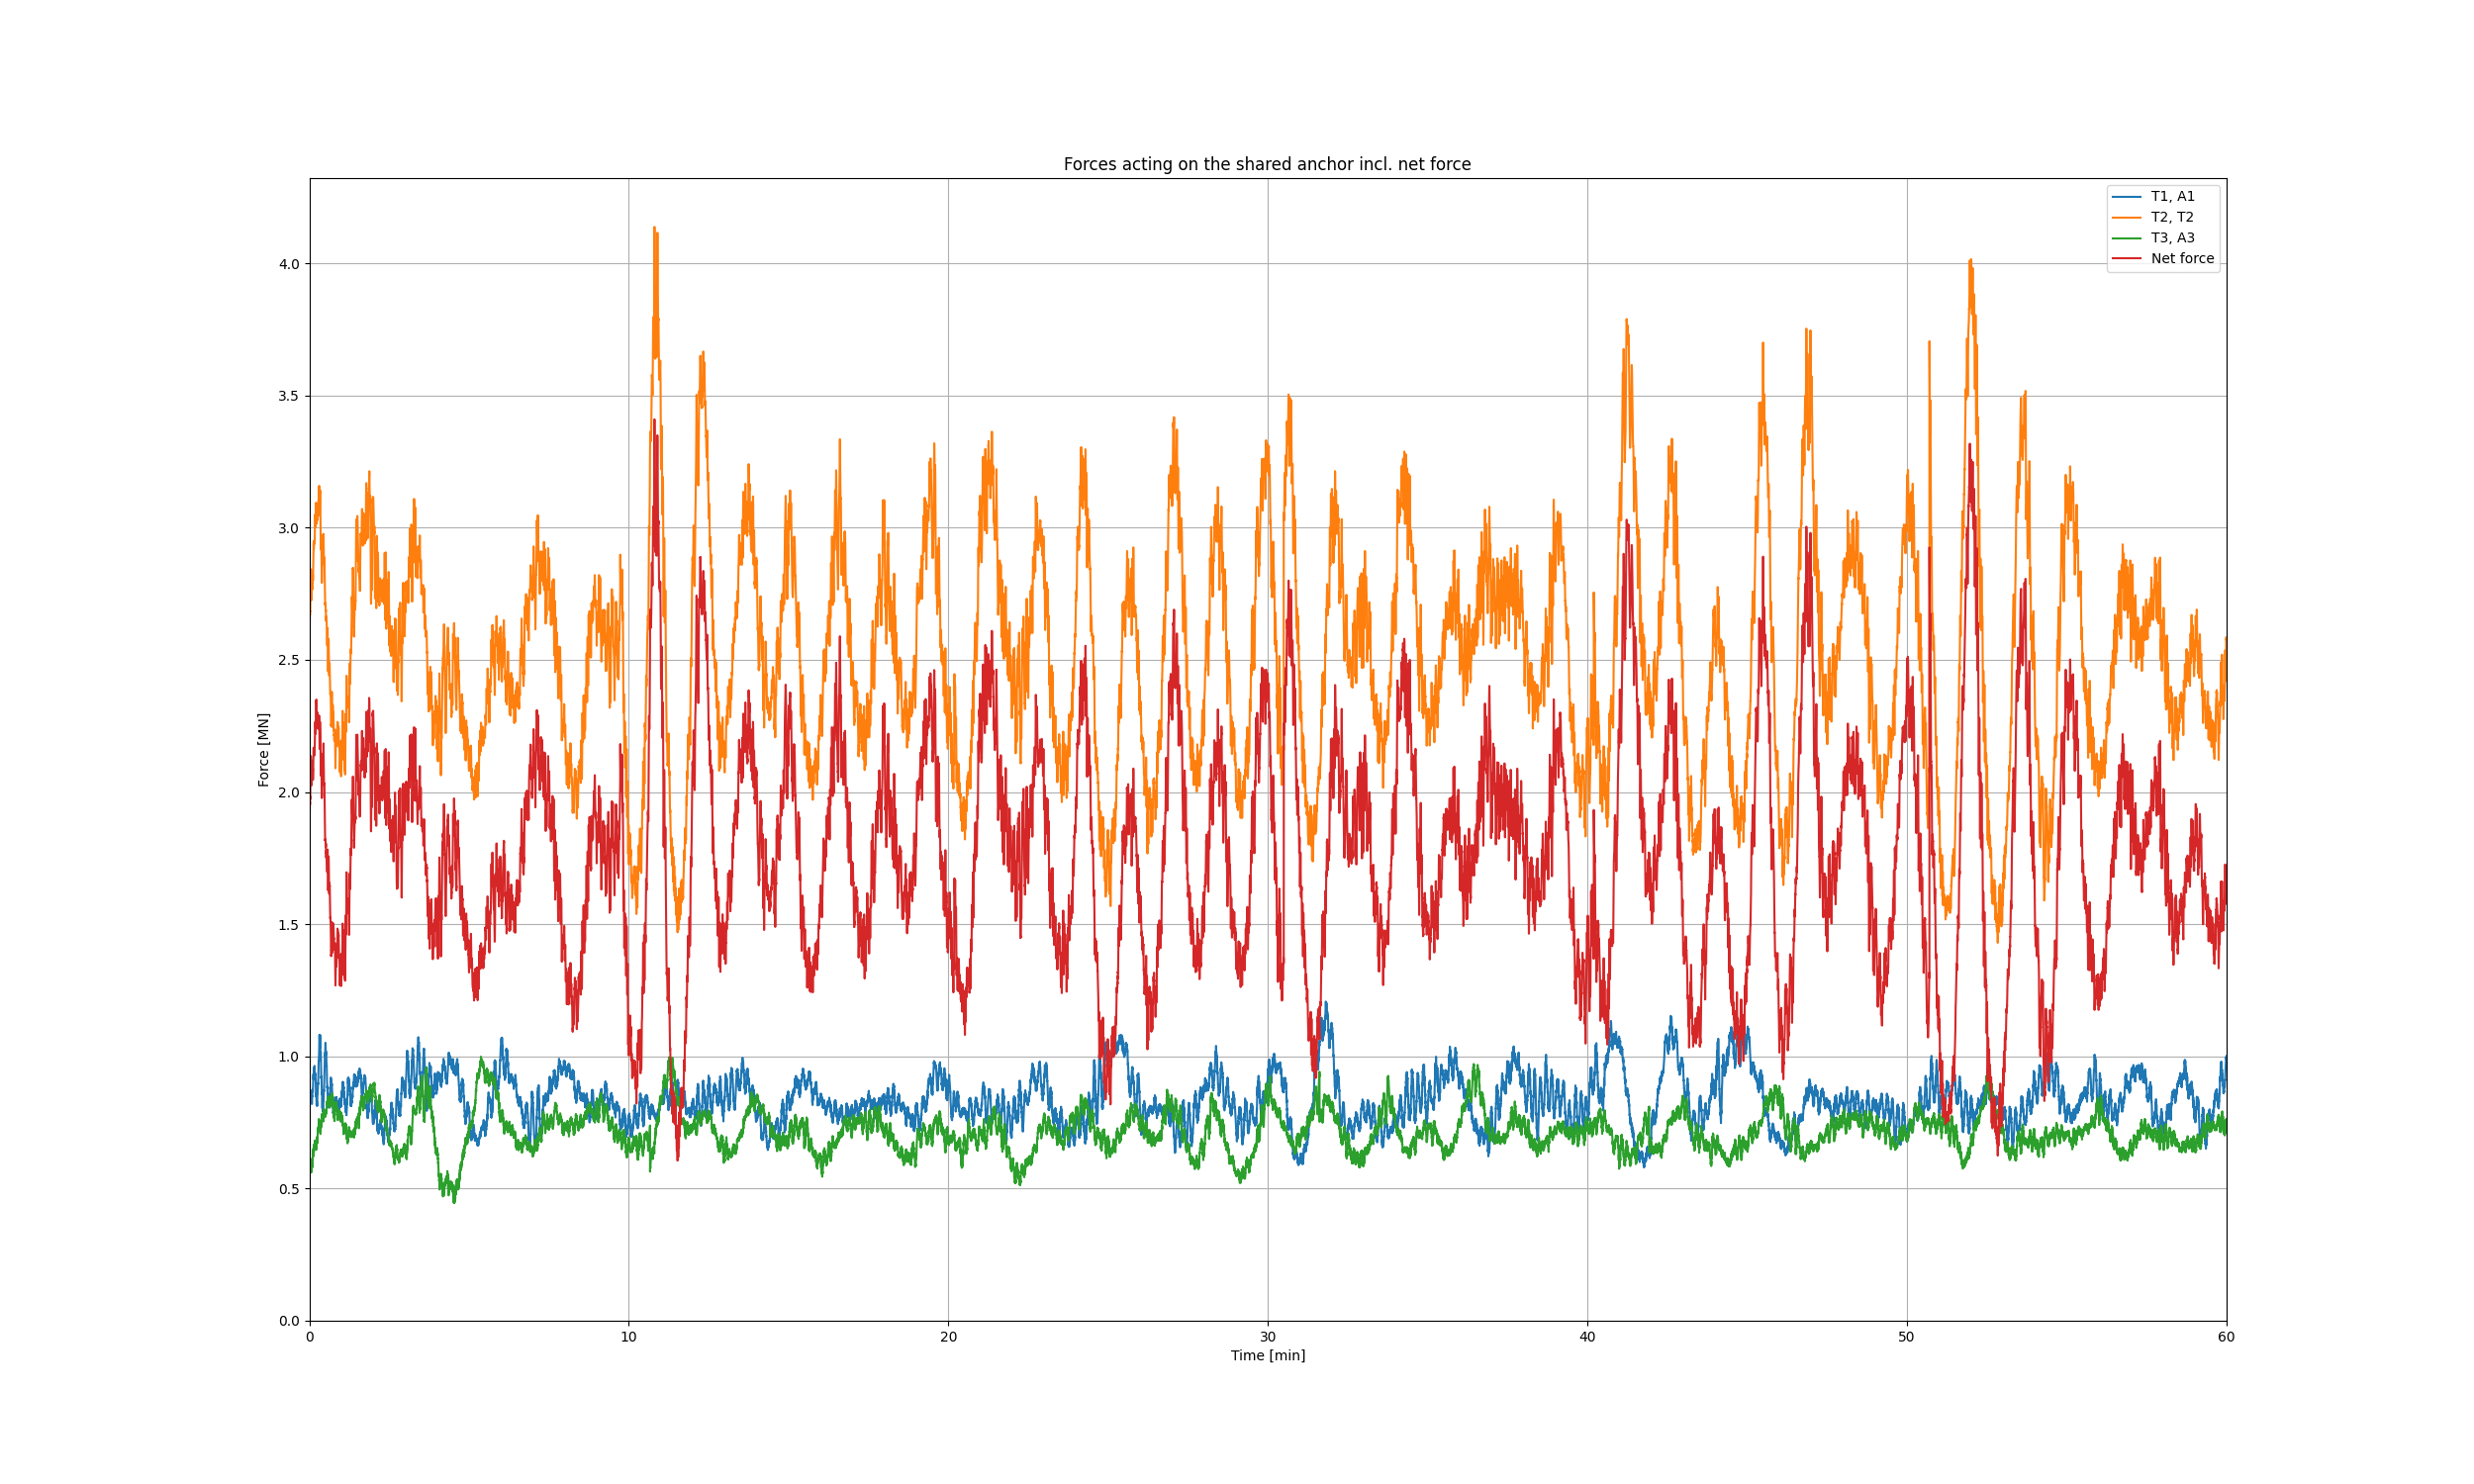 Forces acting on the shared anchor incl. net force
T1, A1
T2, T2
T3, A3
Net force
Force [MN]
4.0
3.5
3.0
2.5
2.0
1.5
1.0
0.5
0.0
0 10 20 30 40 50 60
Time [min]